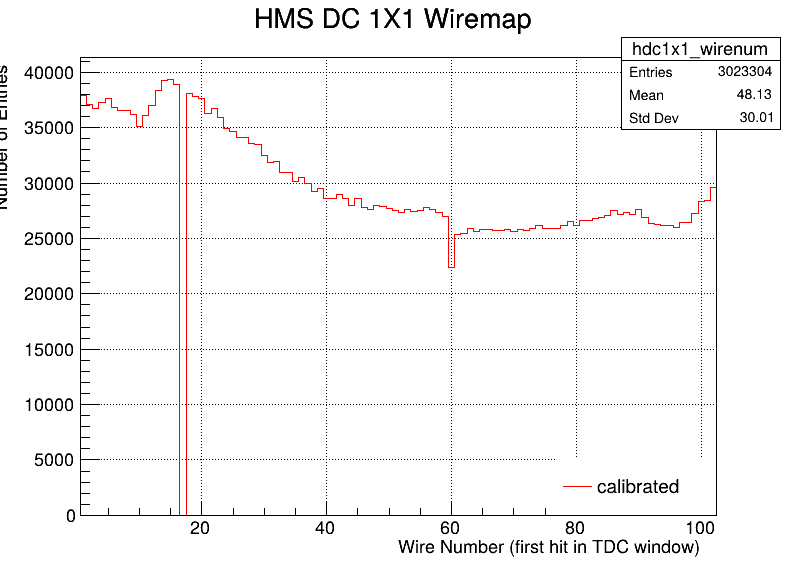 HMS DC 1X1 Wiremap
hdc1x1_wirenum
Entries 3023304
Mean 48.13
Std Dev 30.01
Number of Entries
40000
35000
30000
25000
20000
15000
10000
5000
0
calibrated
20 40 60 80 100
Wire Number (first hit in TDC window)